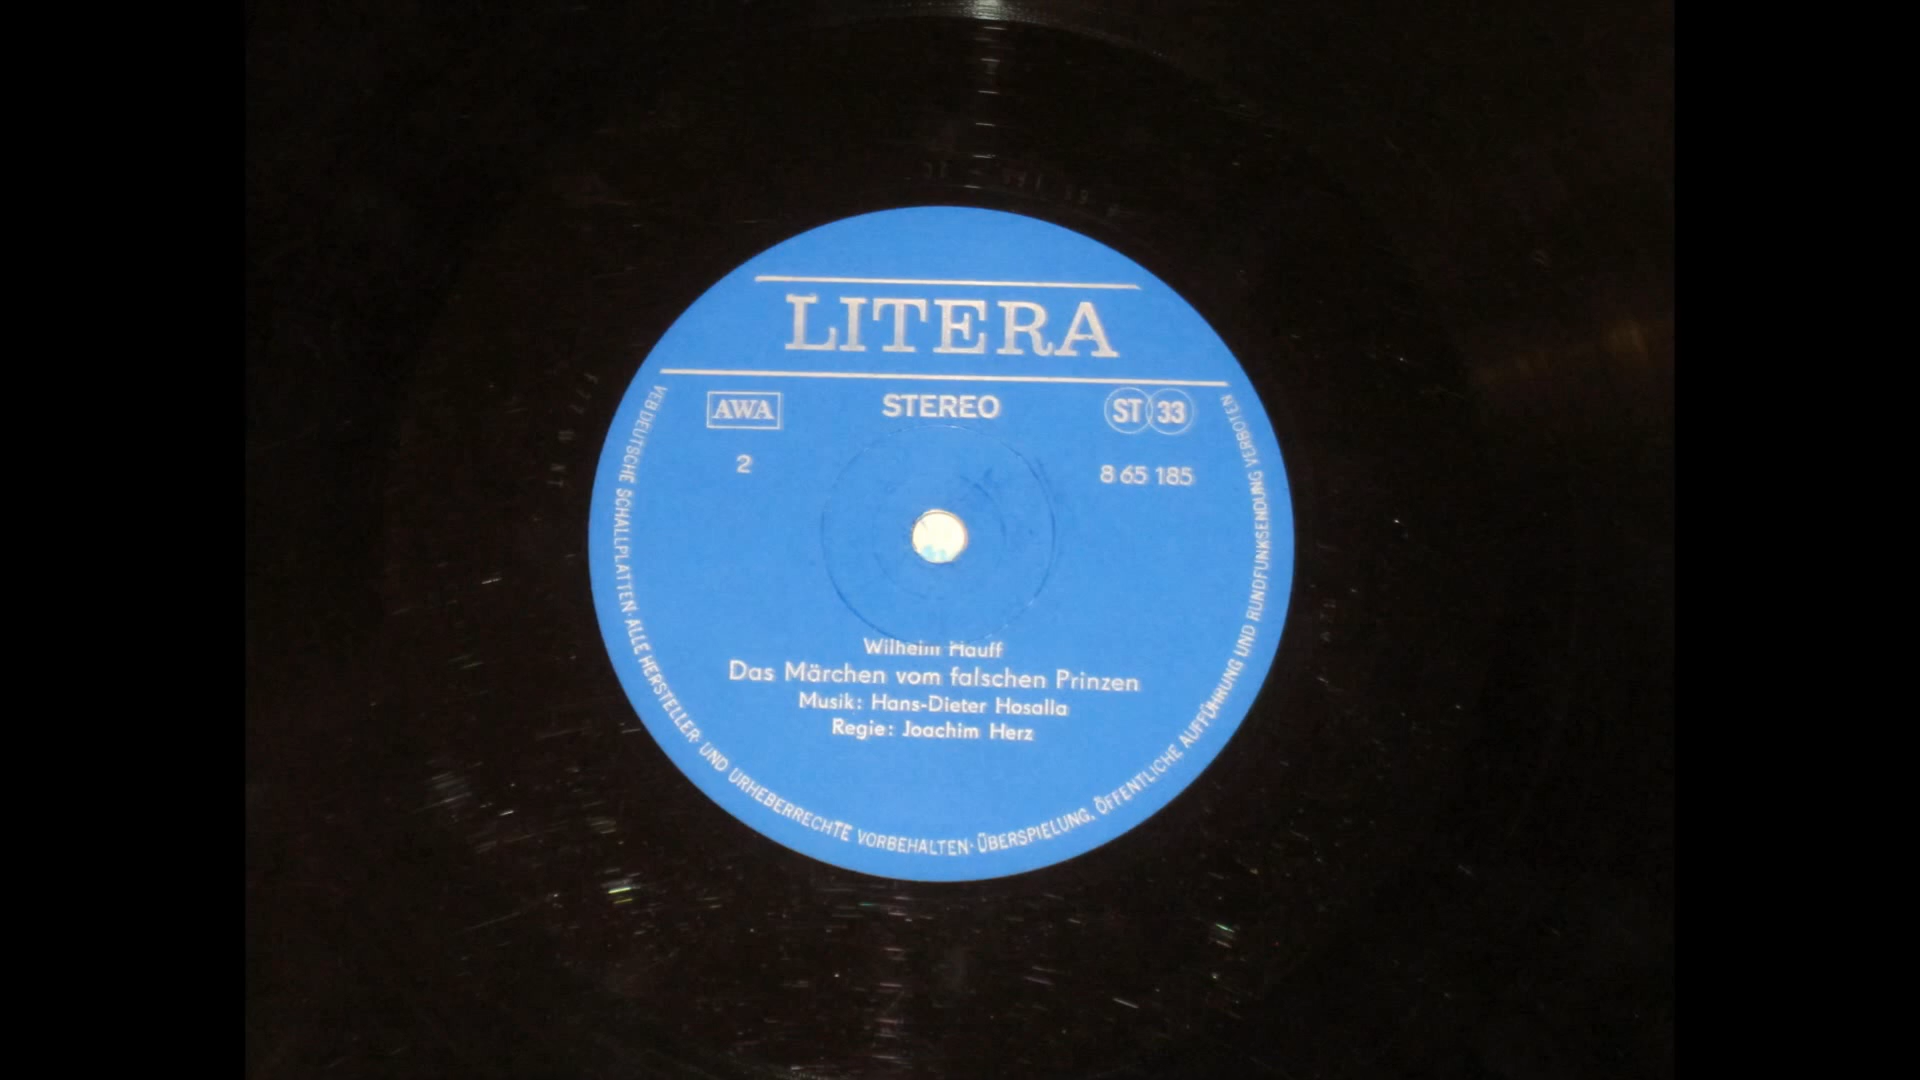 LITERA
AWA
STEREO
ST 33
2
8 65 185
Wilhelm Hauff
Das Märchen vom falschen Prinzen
Musik: Hans-Dieter Hosalla
Regie: Joachim Herz
VEB DEUTSCHE SCHALLPLATTEN · ALLE HERSTELLER- UND URHEBERRECHTE VORBEHALTEN · ÜBERSPIELUNG, ÖFFENTLICHE AUFFÜHRUNG UND RUNDFUNKSENDUNG VERBOTEN